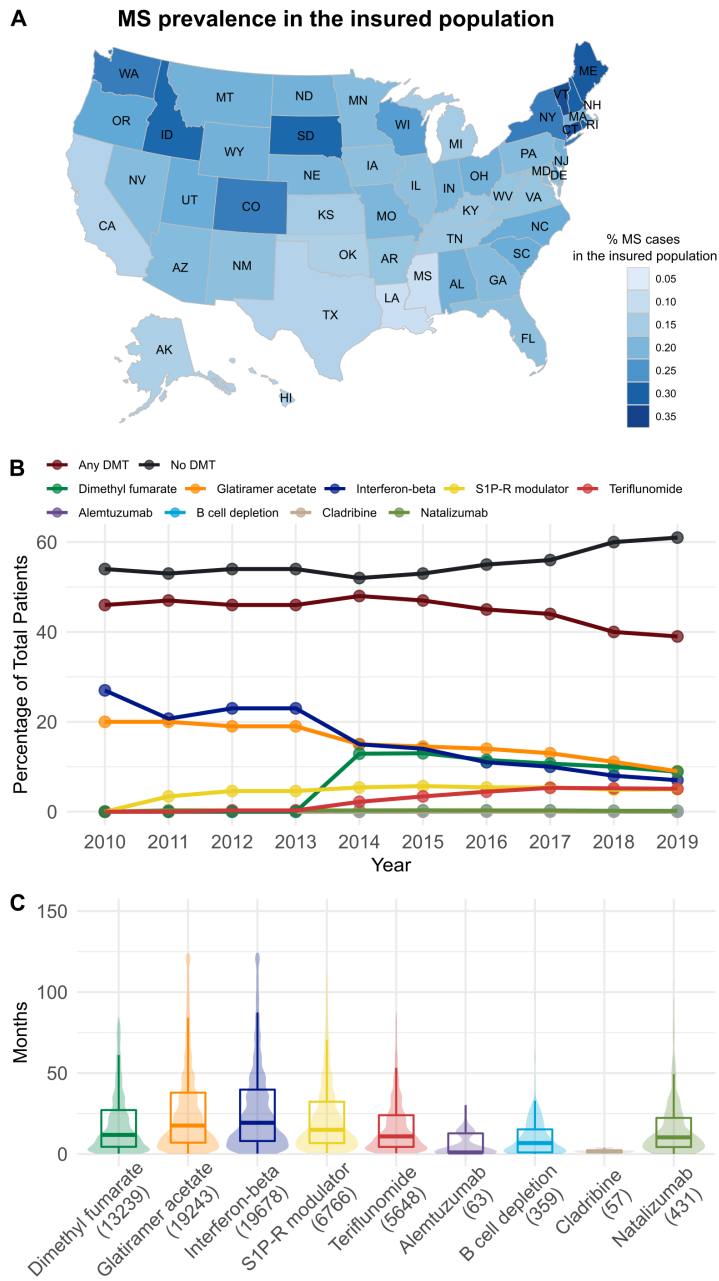 A
MS prevalence in the insured population
WA
MT
ND
MN
ME
VT
NH
OR
ID
SD
WI
NY
MA
CT
RI
MI
WY
NE
IA
PA
NJ
OH
MD
DE
NV
UT
CO
IL
IN
WV
VA
CA
KS
MO
KY
NC
TN
AZ
NM
OK
AR
SC
MS
AL
GA
LA
TX
FL
AK
HI
% MS cases
in the insured population
0.05
0.10
0.15
0.20
0.25
0.30
0.35
B
Any DMT No DMT
Dimethyl fumarate Glatiramer acetate Interferon-beta S1P-R modulator Teriflunomide
Alemtuzumab B cell depletion Cladribine Natalizumab
Percentage of Total Patients
60
40
20
0
2010 2011 2012 2013 2014 2015 2016 2017 2018 2019
Year
C
Months
150
100
50
0
Dimethyl fumarate
(13239)
Glatiramer acetate
(19243)
Interferon-beta
(19678)
S1P-R modulator
(6766)
Teriflunomide
(5648)
Alemtuzumab
(63)
B cell depletion
(359)
Cladribine
(57)
Natalizumab
(431)